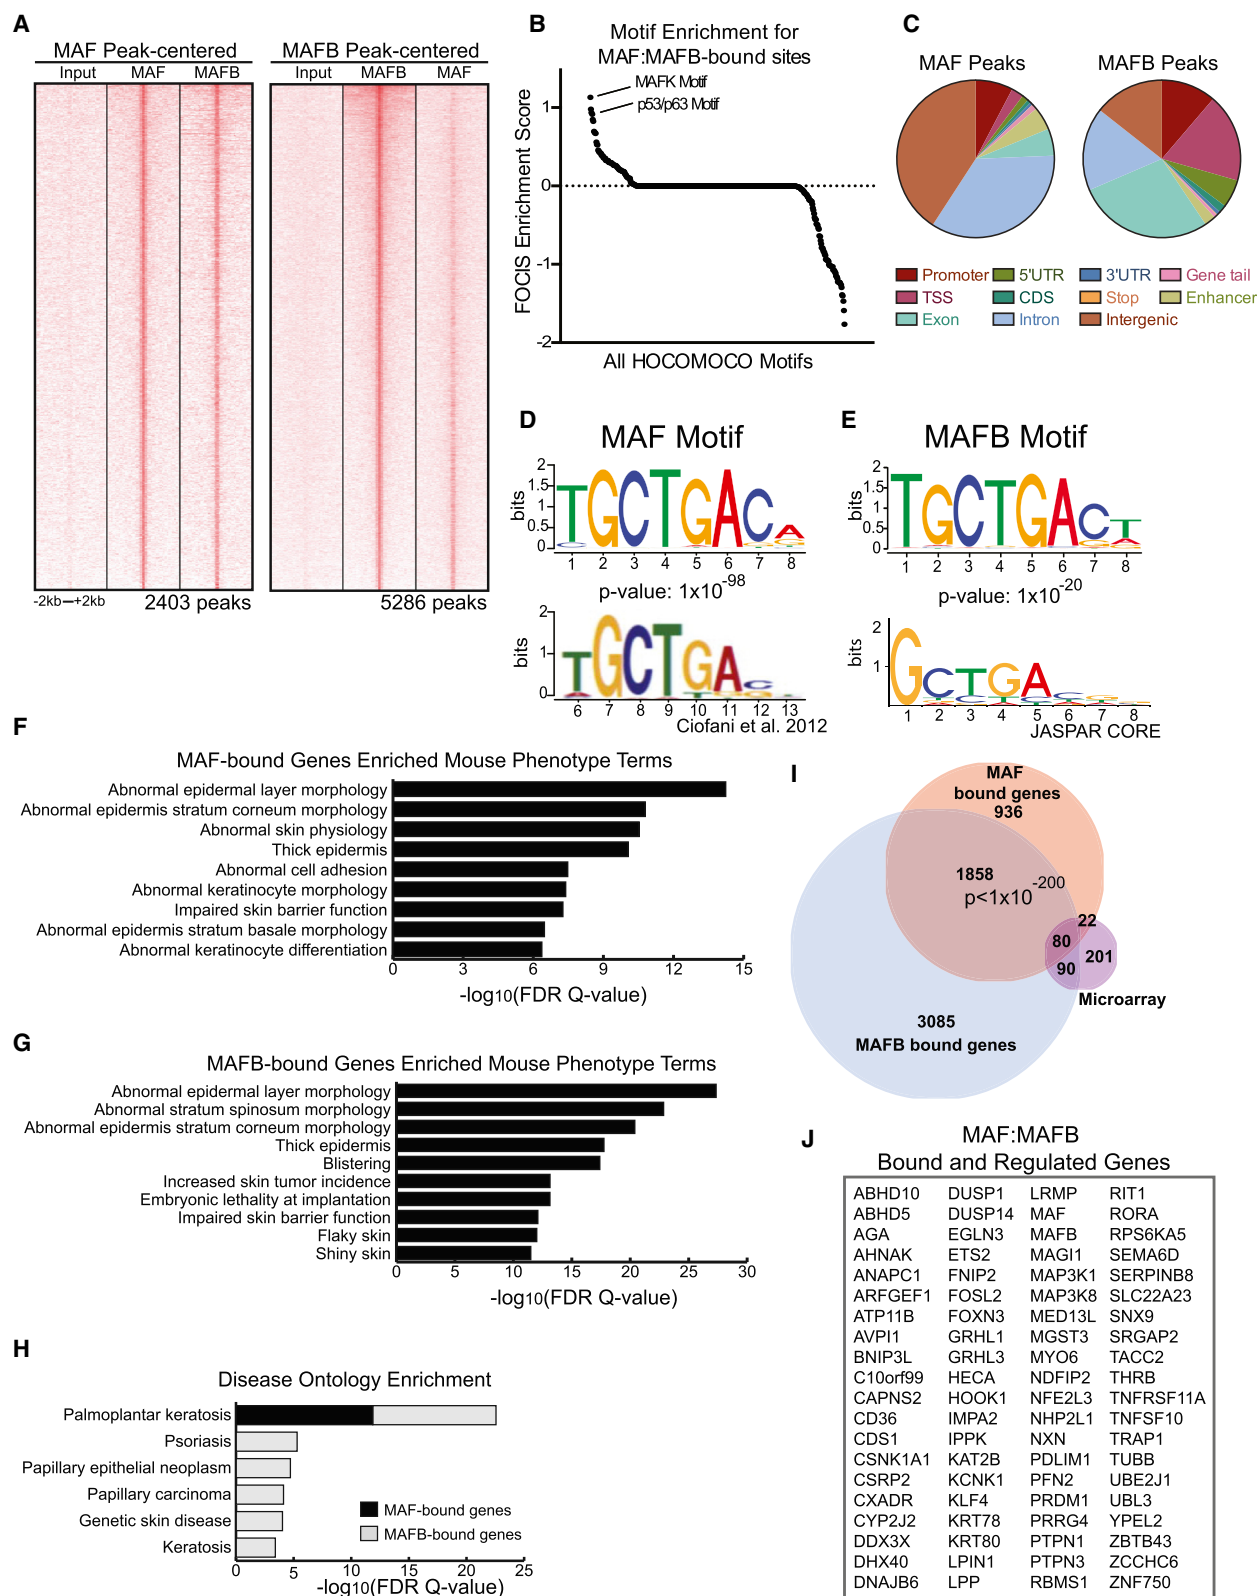 A
MAF Peak-centered
Input MAF MAFB
MAFB Peak-centered
Input MAFB MAF
-2kb +2kb
2403 peaks
5286 peaks
B
Motif Enrichment for
MAF:MAFB-bound sites
MAFK Motif
p53/p63 Motif
FOCIS Enrichment Score
1
0
-1
-2
All HOCOMOCO Motifs
C
MAF Peaks
MAFB Peaks
Promoter 5'UTR 3'UTR Gene tail
TSS CDS Stop Enhancer
Exon Intron Intergenic
D
MAF Motif
bits
2
1.5
1
0.5
0
TGCTGACA
1 2 3 4 5 6 7 8
p-value: 1x10-98
bits
2
1
0
TGCTGAC
6 7 8 9 10 11 12 13
Ciofani et al. 2012
E
MAFB Motif
bits
2
1.5
1
0.5
0
TGCTGACT
1 2 3 4 5 6 7 8
p-value: 1x10-20
bits
2
1
GCTGA
1 2 3 4 5 6 7 8
JASPAR CORE
F
MAF-bound Genes Enriched Mouse Phenotype Terms
Abnormal epidermal layer morphology
Abnormal epidermis stratum corneum morphology
Abnormal skin physiology
Thick epidermis
Abnormal cell adhesion
Abnormal keratinocyte morphology
Impaired skin barrier function
Abnormal epidermis stratum basale morphology
Abnormal keratinocyte differentiation
0 3 6 9 12 15
-log10(FDR Q-value)
G
MAFB-bound Genes Enriched Mouse Phenotype Terms
Abnormal epidermal layer morphology
Abnormal stratum spinosum morphology
Abnormal epidermis stratum corneum morphology
Thick epidermis
Blistering
Increased skin tumor incidence
Embryonic lethality at implantation
Impaired skin barrier function
Flaky skin
Shiny skin
0 5 10 15 20 25 30
-log10(FDR Q-value)
H
Disease Ontology Enrichment
Palmoplantar keratosis
Psoriasis
Papillary epithelial neoplasm
Papillary carcinoma
Genetic skin disease
Keratosis
MAF-bound genes
MAFB-bound genes
0 5 10 15 20 25
-log10(FDR Q-value)
I
MAF
bound genes
936
1858
p<1x10-200
22
80
201
90
Microarray
3085
MAFB bound genes
J
MAF:MAFB
Bound and Regulated Genes
ABHD10 DUSP1 LRMP RIT1
ABHD5 DUSP14 MAF RORA
AGA EGLN3 MAFB RPS6KA5
AHNAK ETS2 MAGI1 SEMA6D
ANAPC1 FNIP2 MAP3K1 SERPINB8
ARFGEF1 FOSL2 MAP3K8 SLC22A23
ATP11B FOXN3 MED13L SNX9
AVPI1 GRHL1 MGST3 SRGAP2
BNIP3L GRHL3 MYO6 TACC2
C10orf99 HECA NDFIP2 THRB
CAPNS2 HOOK1 NFE2L3 TNFRSF11A
CD36 IMPA2 NHP2L1 TNFSF10
CDS1 IPPK NXN TRAP1
CSNK1A1 KAT2B PDLIM1 TUBB
CSRP2 KCNK1 PFN2 UBE2J1
CXADR KLF4 PRDM1 UBL3
CYP2J2 KRT78 PRRG4 YPEL2
DDX3X KRT80 PTPN1 ZBTB43
DHX40 LPIN1 PTPN3 ZCCHC6
DNAJB6 LPP RBMS1 ZNF750